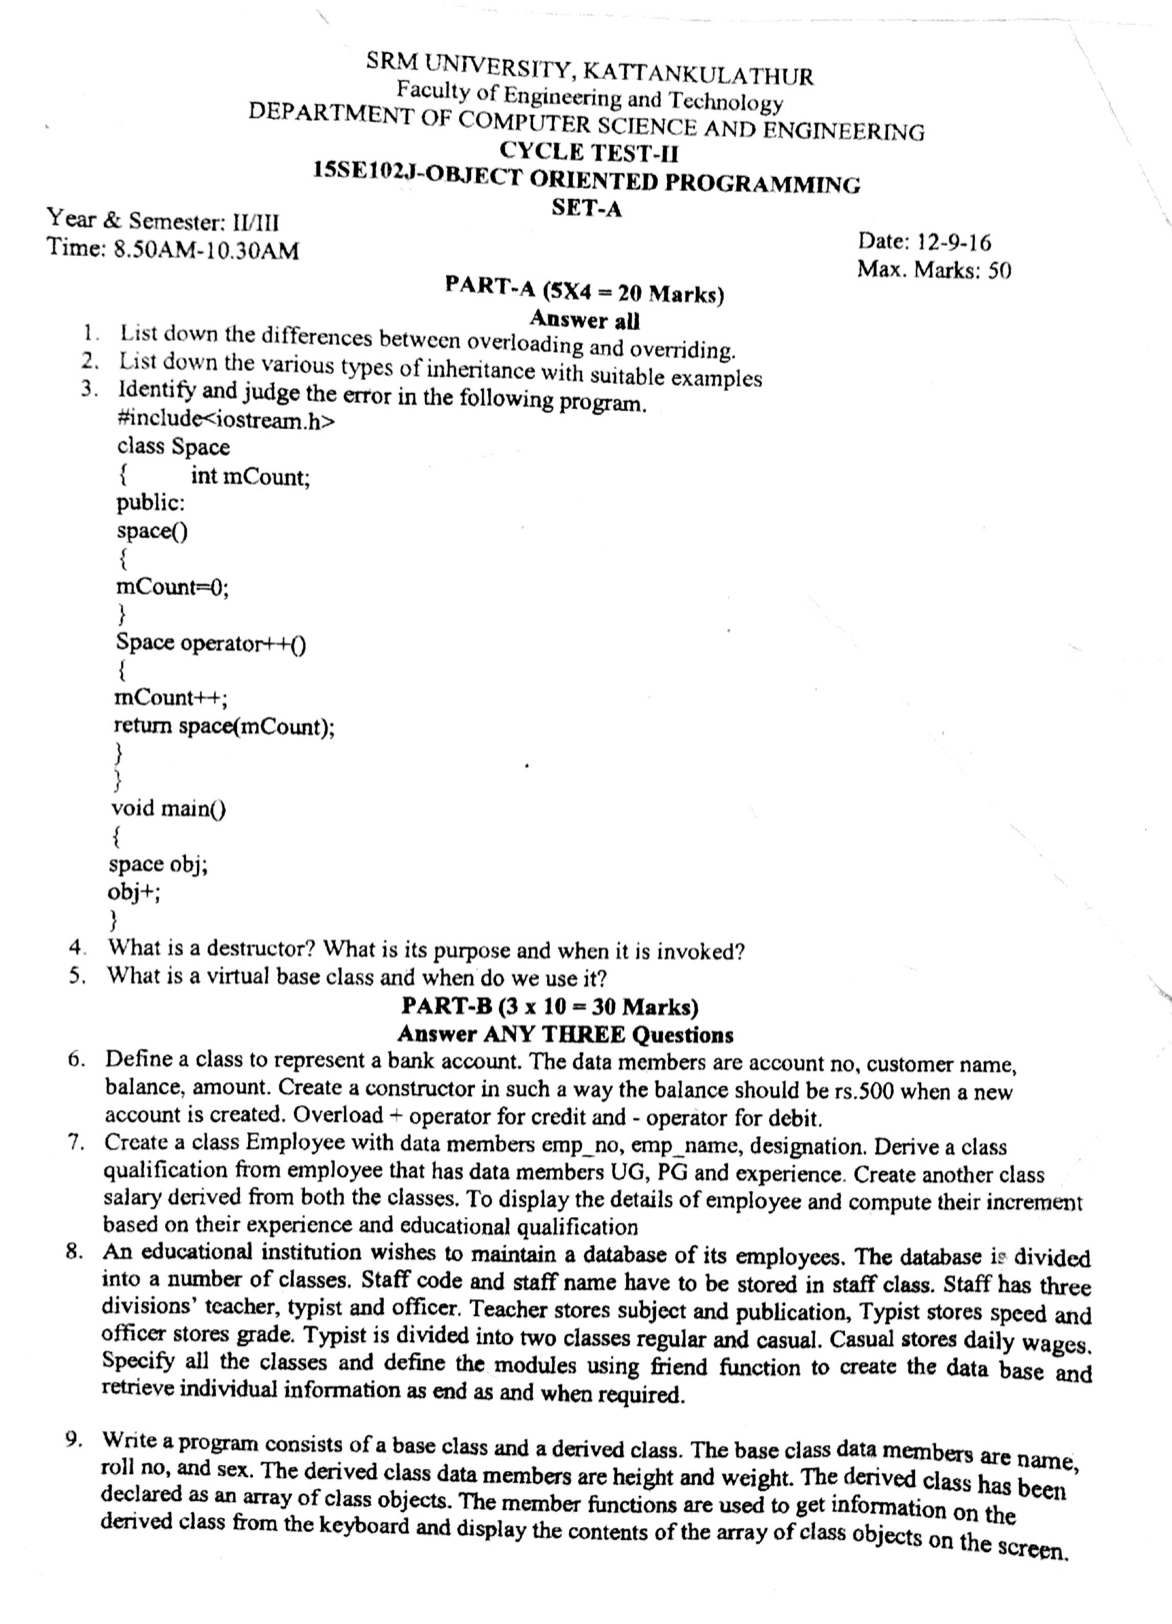 SRM UNIVERSITY, KATTANKULATHUR
Faculty of Engineering and Technology
DEPARTMENT OF COMPUTER SCIENCE AND ENGINEERING
CYCLE TEST-II
15SE102J-OBJECT ORIENTED PROGRAMMING
SET-A
Year & Semester: II/III
Date: 12-9-16
Time: 8.50AM-10.30AM
Max. Marks: 50
PART-A (5X4 = 20 Marks)
Answer all
1. List down the differences between overloading and overriding.
2. List down the various types of inheritance with suitable examples
3. Identify and judge the error in the following program.
#include<iostream.h>
class Space
{ int mCount;
public:
space()
{
mCount=0;
}
Space operator++()
{
mCount++;
return space(mCount);
}
}
void main()
{
space obj;
obj+;
}
4. What is a destructor? What is its purpose and when it is invoked?
5. What is a virtual base class and when do we use it?
PART-B (3 x 10 = 30 Marks)
Answer ANY THREE Questions
6. Define a class to represent a bank account. The data members are account no, customer name,
balance, amount. Create a constructor in such a way the balance should be rs.500 when a new
account is created. Overload + operator for credit and - operator for debit.
7. Create a class Employee with data members emp_no, emp_name, designation. Derive a class
qualification from employee that has data members UG, PG and experience. Create another class
salary derived from both the classes. To display the details of employee and compute their increment
based on their experience and educational qualification
8. An educational institution wishes to maintain a database of its employees. The database is divided
into a number of classes. Staff code and staff name have to be stored in staff class. Staff has three
divisions' teacher, typist and officer. Teacher stores subject and publication, Typist stores speed and
officer stores grade. Typist is divided into two classes regular and casual. Casual stores daily wages.
Specify all the classes and define the modules using friend function to create the data base and
retrieve individual information as end as and when required.
9. Write a program consists of a base class and a derived class. The base class data members are name,
roll no, and sex. The derived class data members are height and weight. The derived class has been
declared as an array of class objects. The member functions are used to get information on the
derived class from the keyboard and display the contents of the array of class objects on the screen.